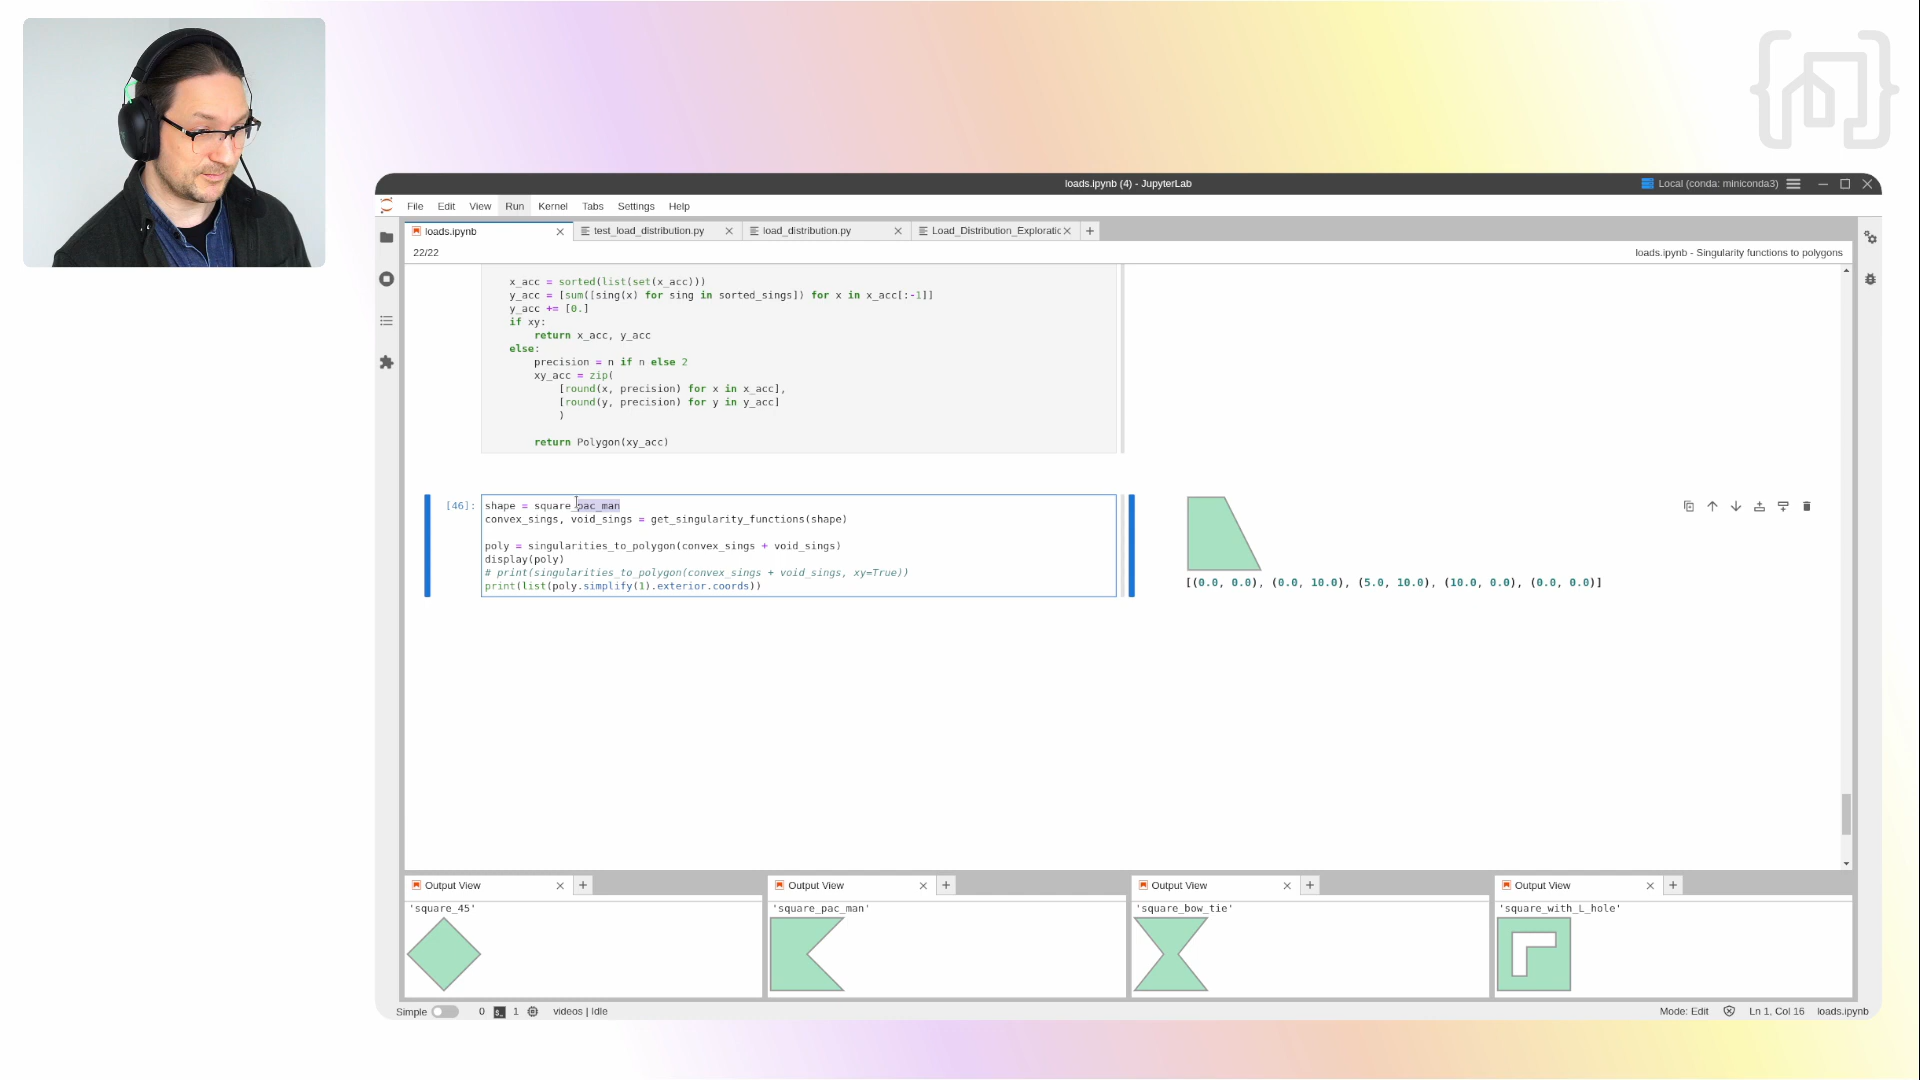 loads.ipynb (4) - JupyterLab
Local (conda: miniconda3)
File Edit View Run Kernel Tabs Settings Help
loads.ipynb
test_load_distribution.py
load_distribution.py
Load_Distribution_Exploratic
22/22
loads.ipynb - Singularity functions to polygons
x_acc = sorted(list(set(x_acc)))
y_acc = [sum([sing(x) for sing in sorted_sings]) for x in x_acc[:-1]]
y_acc += [0.]
if xy:
return x_acc, y_acc
else:
precision = n if n else 2
xy_acc = zip(
[round(x, precision) for x in x_acc],
[round(y, precision) for y in y_acc]
)
return Polygon(xy_acc)
[46]:
shape = square_pac_man
convex_sings, void_sings = get_singularity_functions(shape)
poly = singularities_to_polygon(convex_sings + void_sings)
display(poly)
# print(singularities_to_polygon(convex_sings + void_sings, xy=True))
print(list(poly.simplify(1).exterior.coords))
[(0.0, 0.0), (0.0, 10.0), (5.0, 10.0), (10.0, 0.0), (0.0, 0.0)]
Output View
Output View
Output View
Output View
'square_45'
'square_pac_man'
'square_bow_tie'
'square_with_L_hole'
Simple 0 1 videos | Idle
Mode: Edit Ln 1, Col 16 loads.ipynb